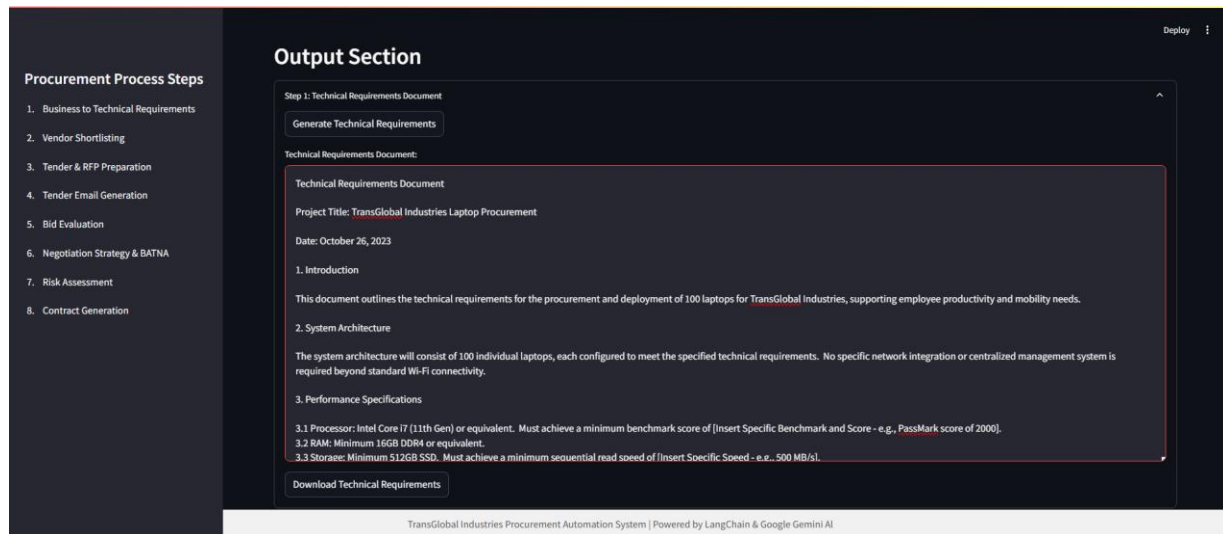 Deploy
Procurement Process Steps
1. Business to Technical Requirements
2. Vendor Shortlisting
3. Tender & RFP Preparation
4. Tender Email Generation
5. Bid Evaluation
6. Negotiation Strategy & BATNA
7. Risk Assessment
8. Contract Generation
Output Section
Step 1: Technical Requirements Document
Generate Technical Requirements
Technical Requirements Document:
Technical Requirements Document
Project Title: TransGlobal Industries Laptop Procurement
Date: October 26, 2023
1. Introduction
This document outlines the technical requirements for the procurement and deployment of 100 laptops for TransGlobal Industries, supporting employee productivity and mobility needs.
2. System Architecture
The system architecture will consist of 100 individual laptops, each configured to meet the specified technical requirements. No specific network integration or centralized management system is
required beyond standard Wi-Fi connectivity.
3. Performance Specifications
3.1 Processor: Intel Core i7 (11th Gen) or equivalent. Must achieve a minimum benchmark score of [Insert Specific Benchmark and Score - e.g., PassMark score of 2000].
3.2 RAM: Minimum 16GB DDR4 or equivalent.
3.3 Storage: Minimum 512GB SSD. Must achieve a minimum sequential read speed of [Insert Specific Speed - e.g., 500 MB/s].
Download Technical Requirements
TransGlobal Industries Procurement Automation System | Powered by LangChain & Google Gemini AI